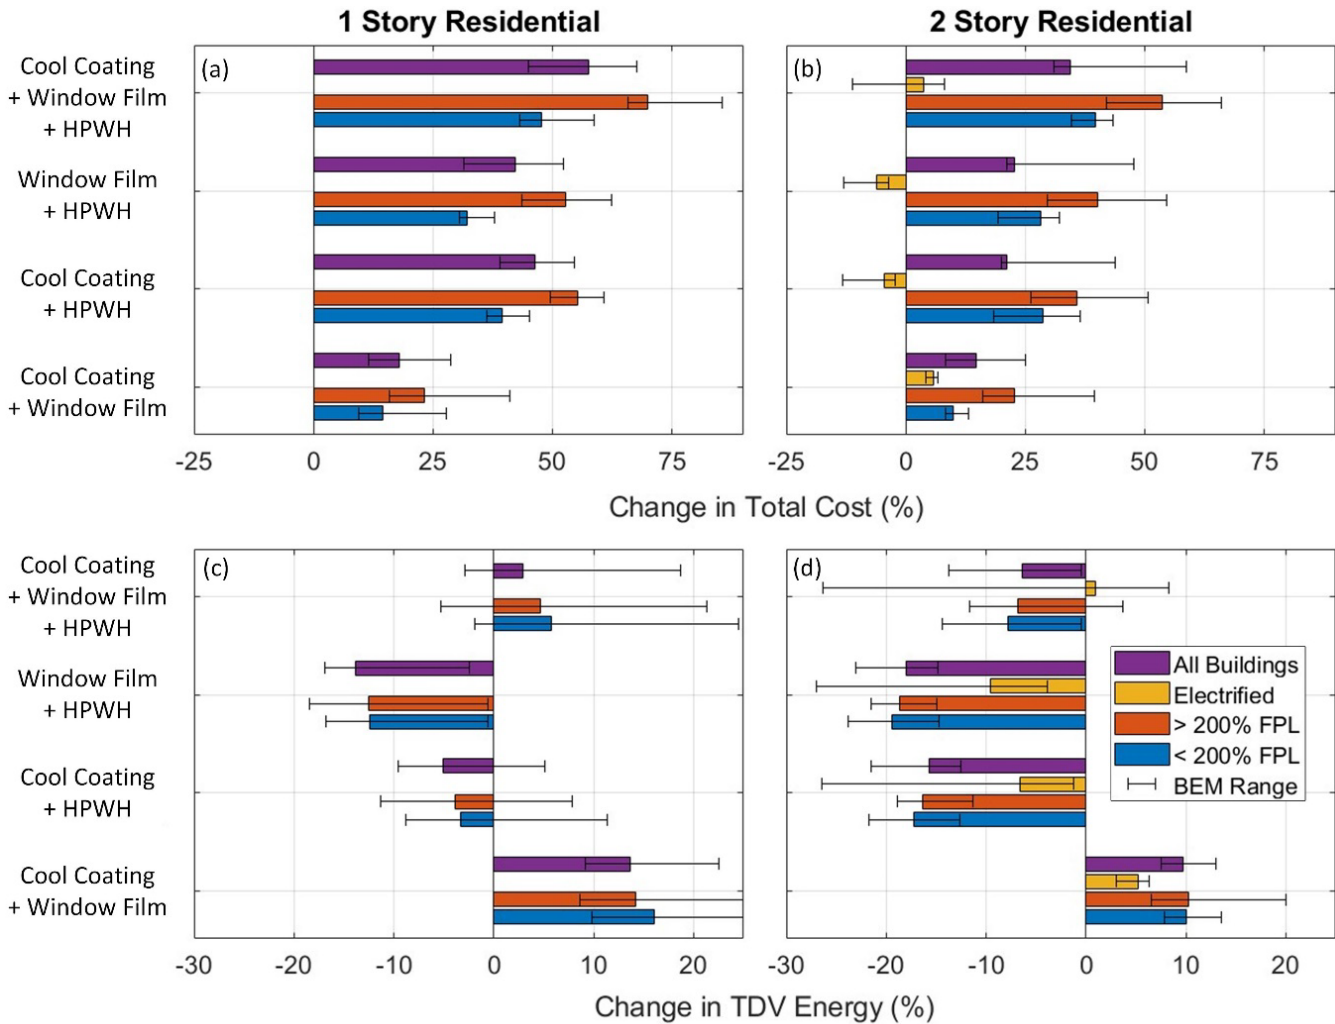 1 Story Residential
2 Story Residential
Cool Coating
+ Window Film
+ HPWH
Window Film
+ HPWH
Cool Coating
+ HPWH
Cool Coating
+ Window Film
(a)
(b)
-25
0
25
50
75
-25
0
25
50
75
Change in Total Cost (%)
Cool Coating
+ Window Film
+ HPWH
Window Film
+ HPWH
Cool Coating
+ HPWH
Cool Coating
+ Window Film
(c)
(d)
All Buildings
Electrified
> 200% FPL
< 200% FPL
BEM Range
-30
-20
-10
0
10
20
-30
-20
-10
0
10
20
Change in TDV Energy (%)